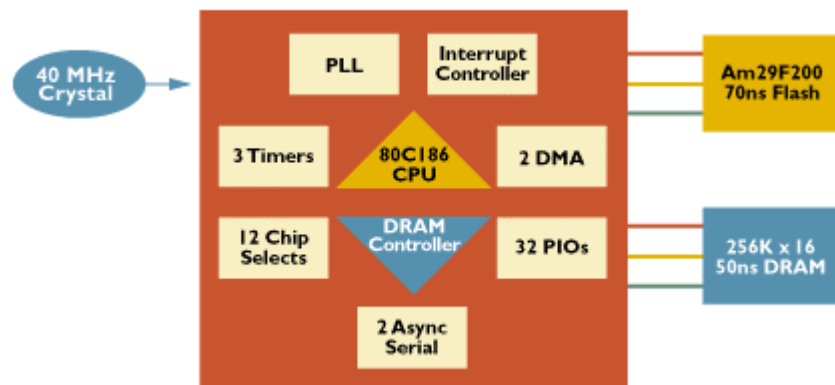 40 MHz
Crystal
PLL
Interrupt
Controller
3 Timers
80C186
CPU
2 DMA
12 Chip
Selects
DRAM
Controller
32 PIOs
2 Async
Serial
Am29F200
70ns Flash
256K x 16
50ns DRAM